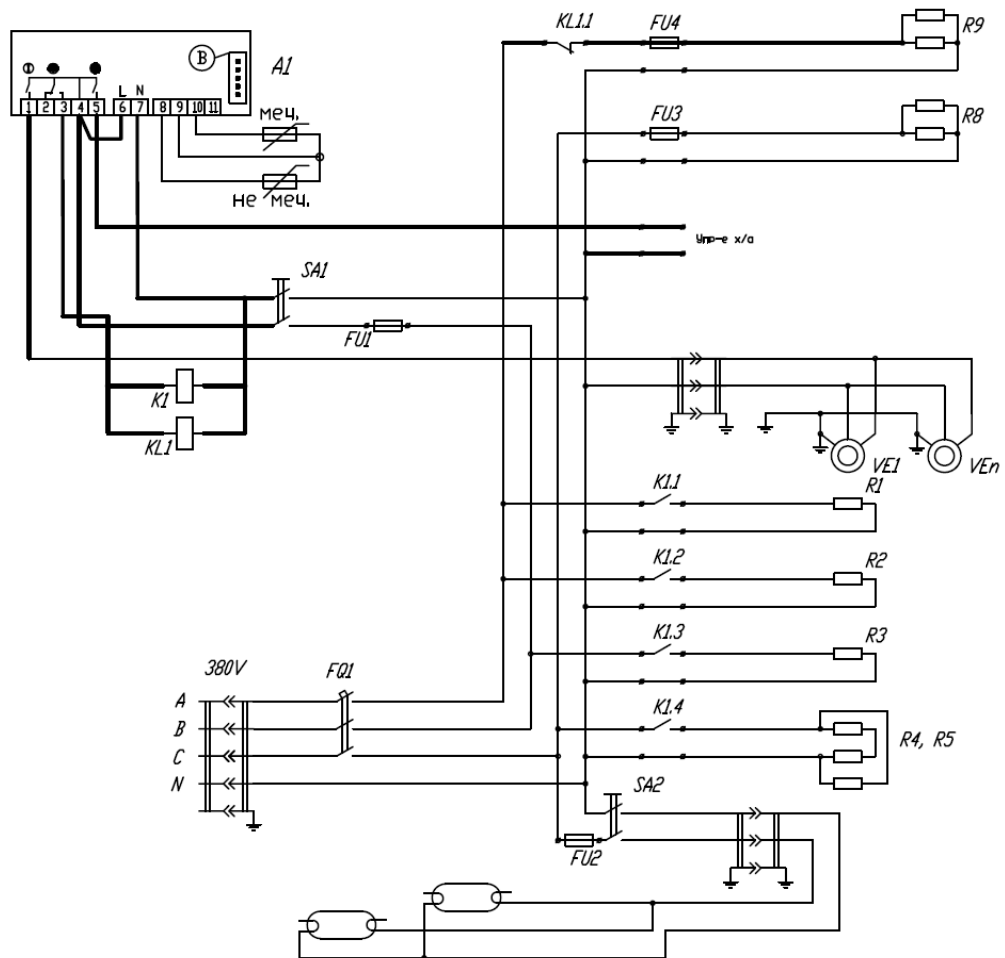 KL1.1
FU4
R9
B
A1
L N
1 2 3 4 5 6 7 8 9 10 11
меч.
не меч.
FU3
R8
Упр-е х/а
SA1
FU1
K1
KL1
VE1
VEn
K1.1
R1
K1.2
R2
K1.3
R3
380V
FQ1
A
B
C
N
K1.4
R4, R5
SA2
FU2